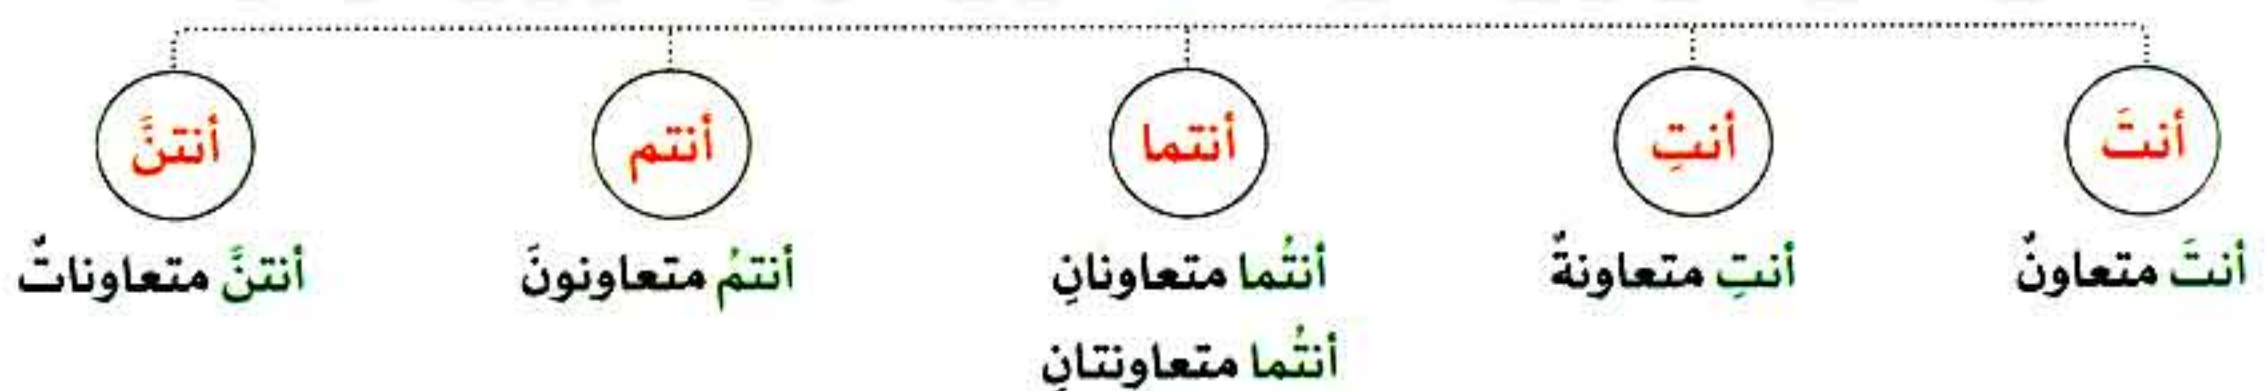 أنتَ أنتِ أنتما أنتم أنتنَّ
أنتَ متعاونٌ أنتِ متعاونةٌ أنتُما متعاونانِ أنتمُ متعاونونَ أنتنَّ متعاوناتٌ
أنتُما متعاونتانِ